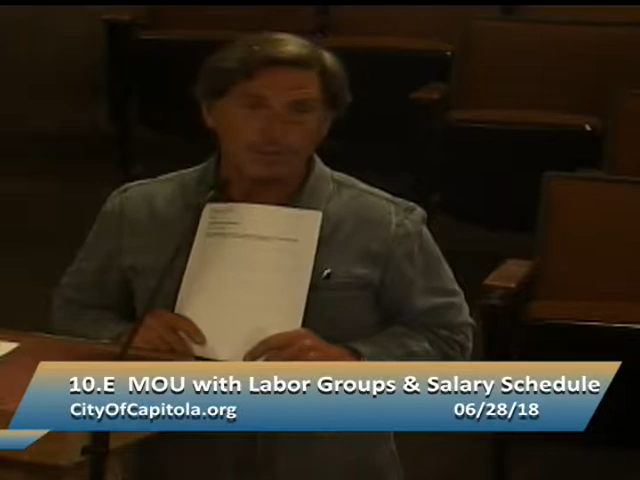 10.E MOU with Labor Groups & Salary Schedule
CityOfCapitola.org 06/28/18